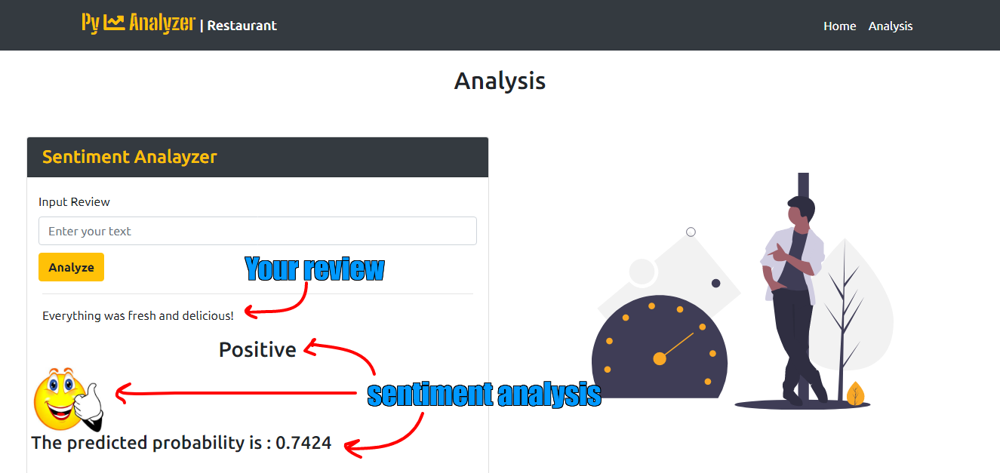 Py Analyzer | Restaurant
Home Analysis
Analysis
Sentiment Analayzer
Input Review
Enter your text
Analyze
Your review
Everything was fresh and delicious!
Positive
sentiment analysis
The predicted probability is : 0.7424